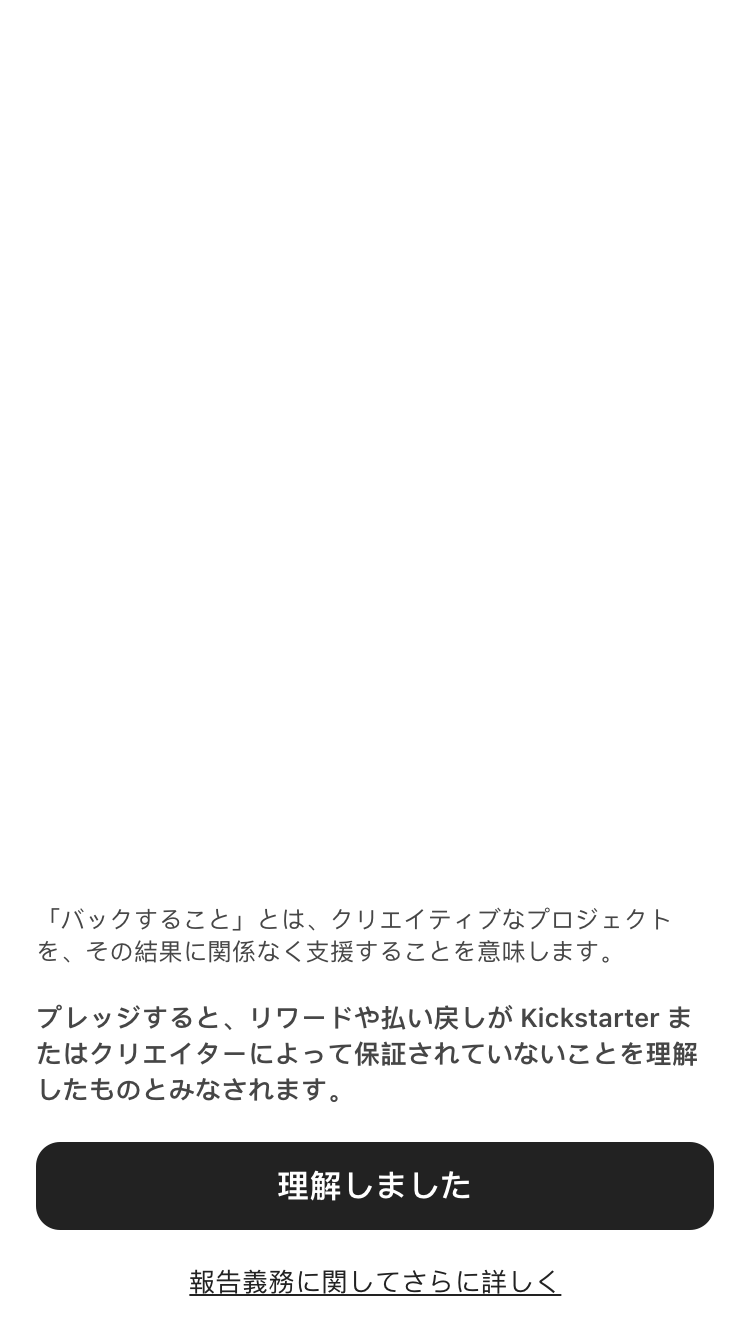 「バックすること」とは、クリエイティブなプロジェクト
を、その結果に関係なく支援することを意味します。
プレッジすると、リワードや払い戻しが Kickstarter ま
たはクリエイターによって保証されていないことを理解
したものとみなされます。
理解しました
報告義務に関してさらに詳しく